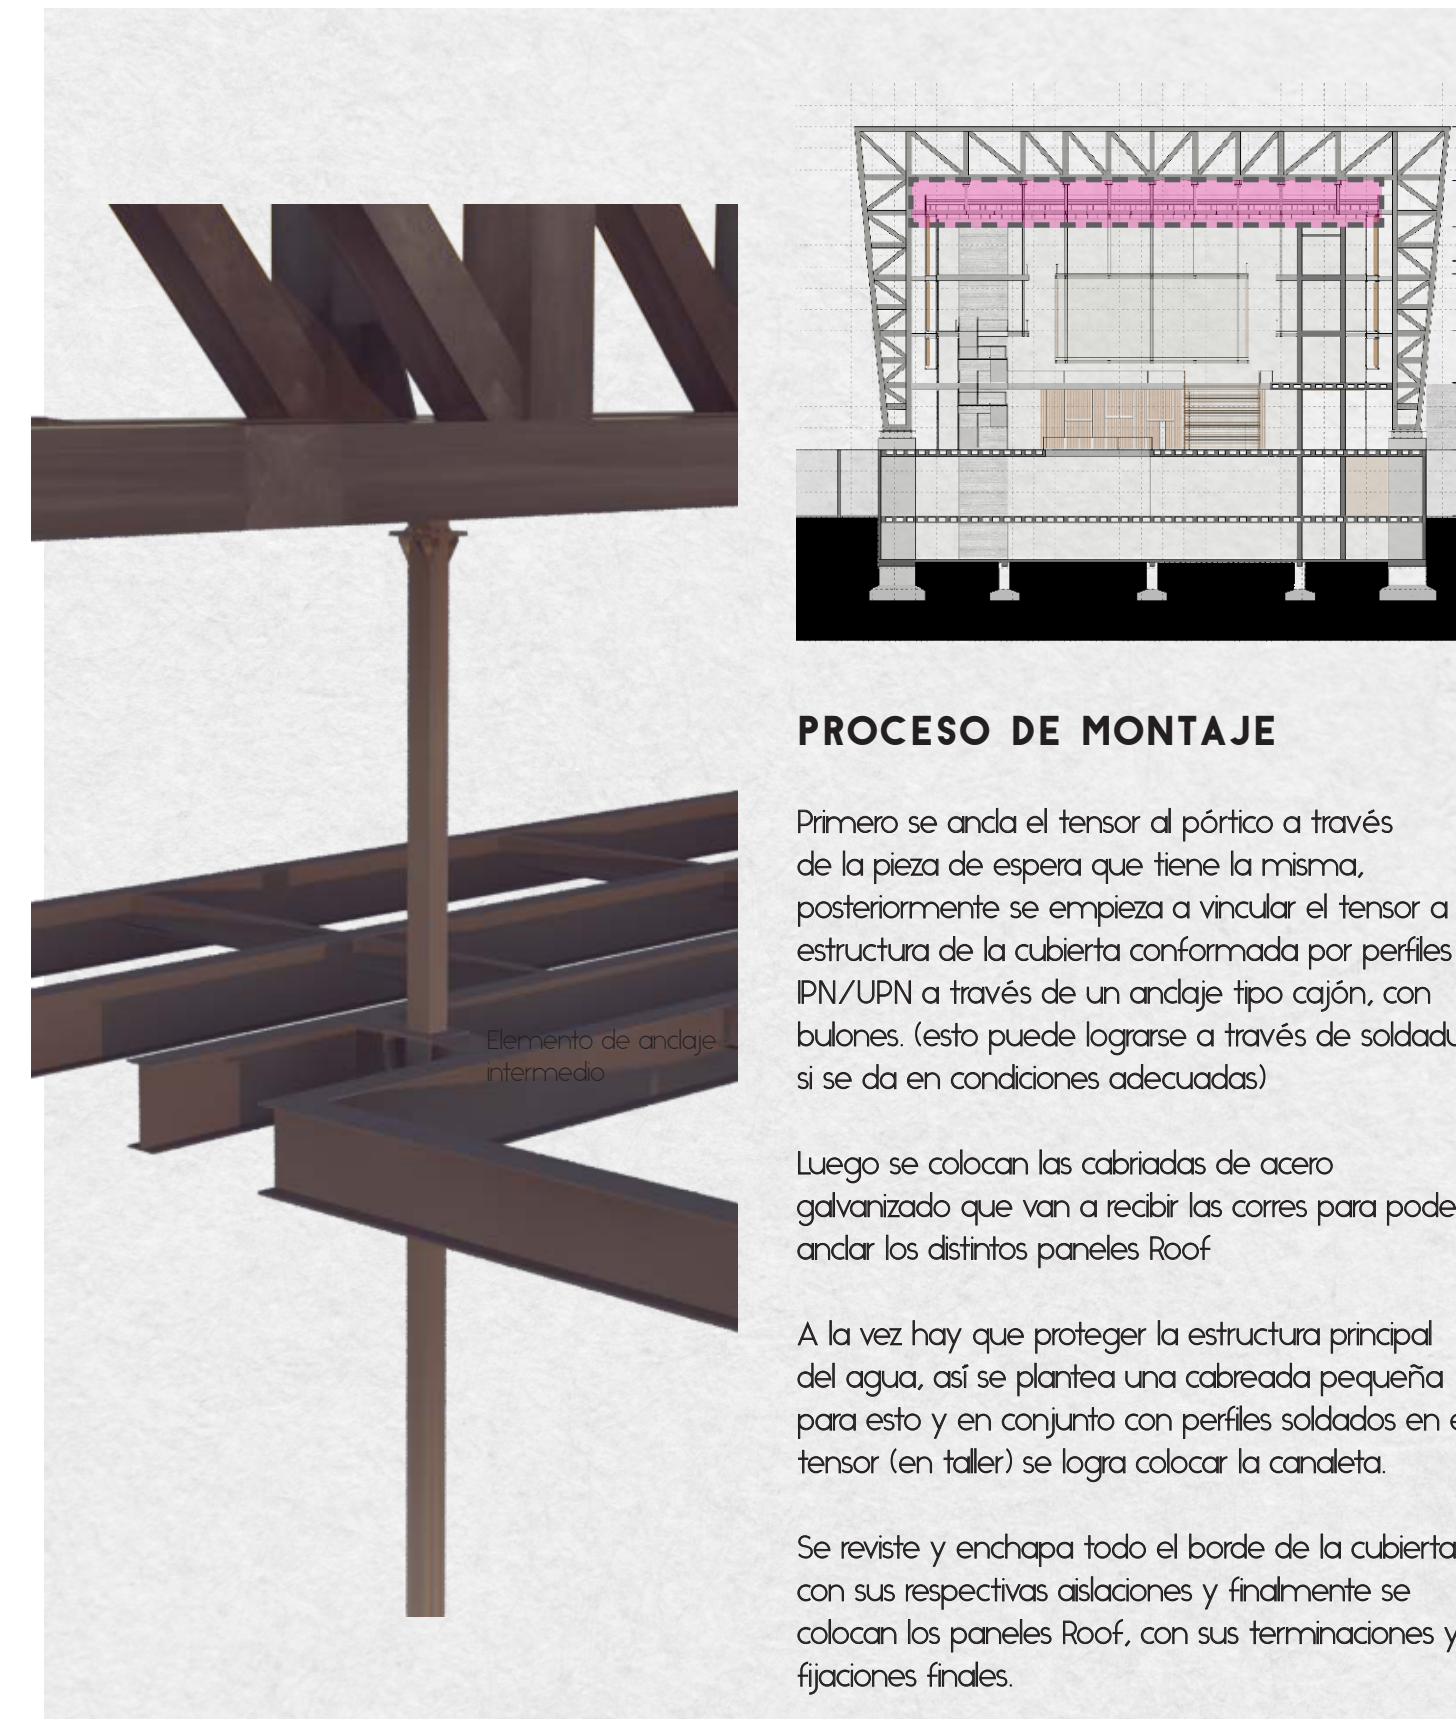 Elemento de anclaje
intermedio
PROCESO DE MONTAJE
Primero se ancla el tensor al pórtico a través
de la pieza de espera que tiene la misma,
posteriormente se empieza a vincular el tensor a
estructura de la cubierta conformada por perfiles
IPN/UPN a través de un anclaje tipo cajón, con
bulones. (esto puede lograrse a través de soldadu
si se da en condiciones adecuadas)
Luego se colocan las cabriadas de acero
galvanizado que van a recibir las corres para pode
anclar los distintos paneles Roof
A la vez hay que proteger la estructura principal
del agua, así se plantea una cabreada pequeña
para esto y en conjunto con perfiles soldados en e
tensor (en taller) se logra colocar la canaleta.
Se reviste y enchapa todo el borde de la cubierta
con sus respectivas aislaciones y finalmente se
colocan los paneles Roof, con sus terminaciones y
fijaciones finales.